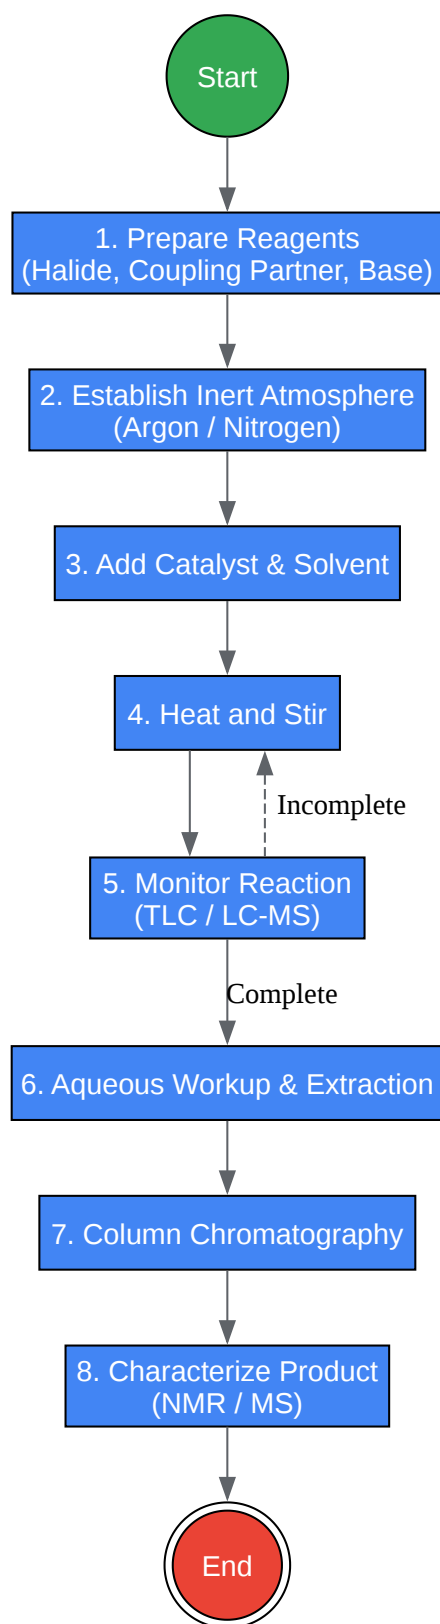 Start
1. Prepare Reagents
(Halide, Coupling Partner, Base)
2. Establish Inert Atmosphere
(Argon / Nitrogen)
3. Add Catalyst & Solvent
4. Heat and Stir
Incomplete
5. Monitor Reaction
(TLC / LC-MS)
Complete
6. Aqueous Workup & Extraction
7. Column Chromatography
8. Characterize Product
(NMR / MS)
End